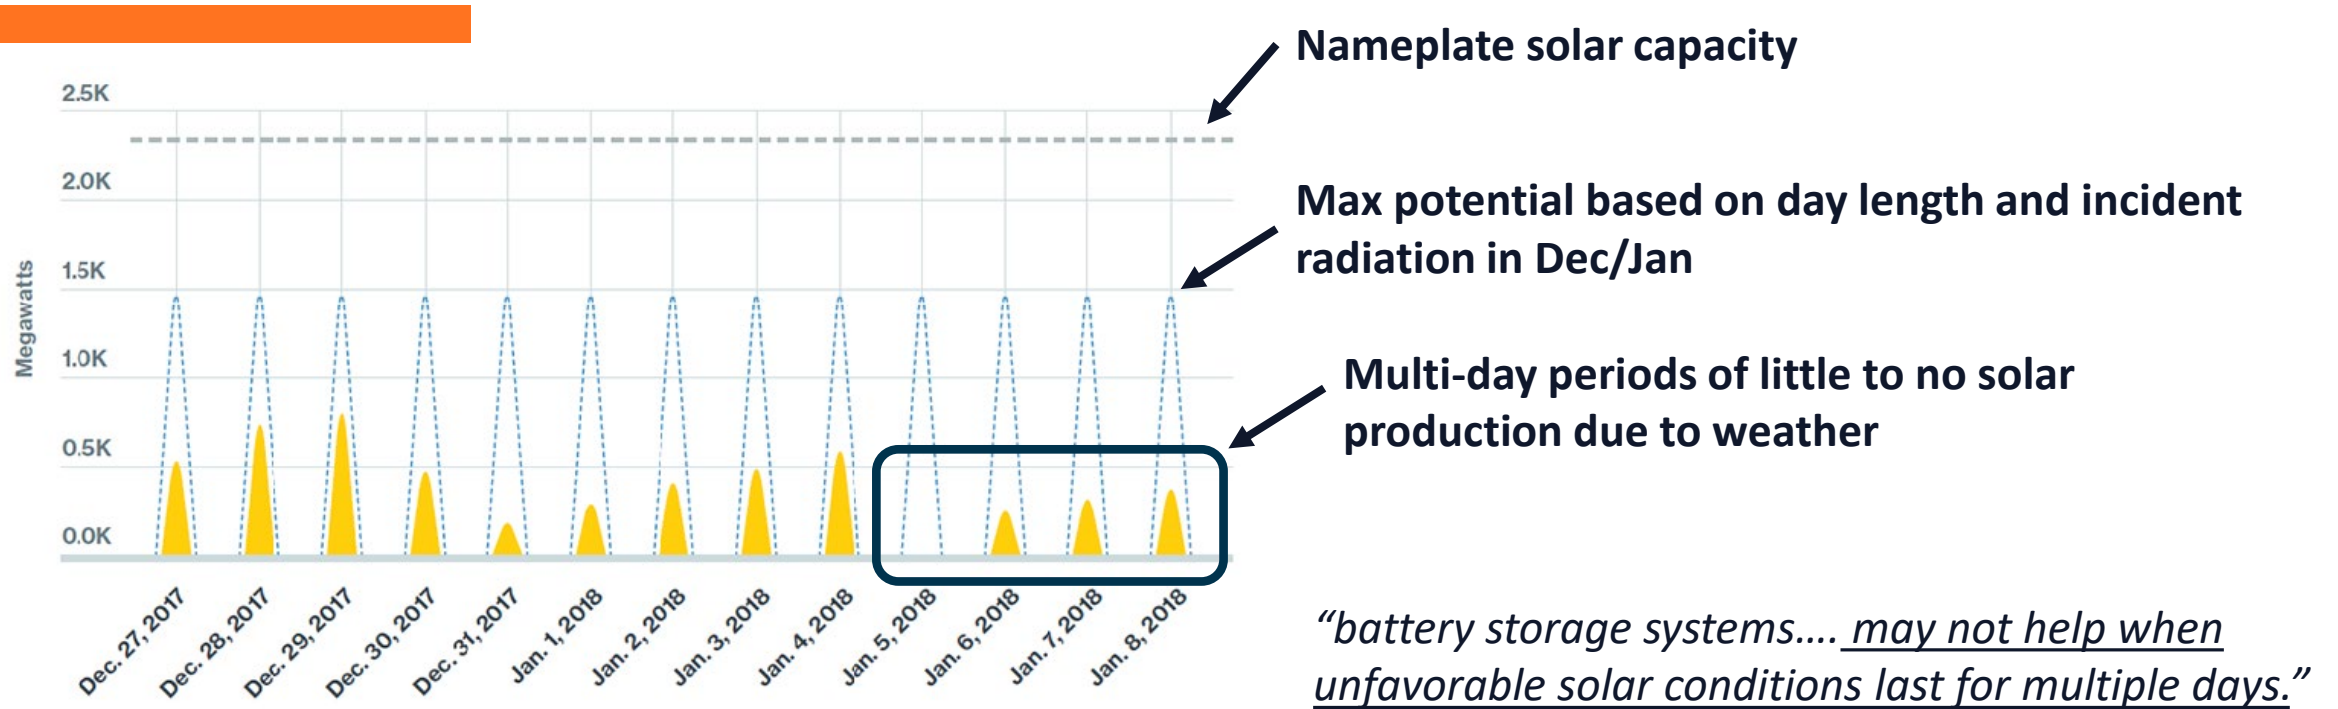 Nameplate solar capacity
2.5K
2.0K
Max potential based on day length and incident
radiation in Dec/Jan
1.5K
Megawatts
1.0K
Multi-day periods of little to no solar
production due to weather
0.5K
0.0K
Dec. 27, 2017
Dec. 28, 2017
Dec. 29, 2017
Dec. 30, 2017
Dec. 31, 2017
Jan. 1, 2018
Jan. 2, 2018
Jan. 3, 2018
Jan. 4, 2018
Jan. 5, 2018
Jan. 6, 2018
Jan. 7, 2018
Jan. 8, 2018
“battery storage systems…. may not help when
unfavorable solar conditions last for multiple days.”